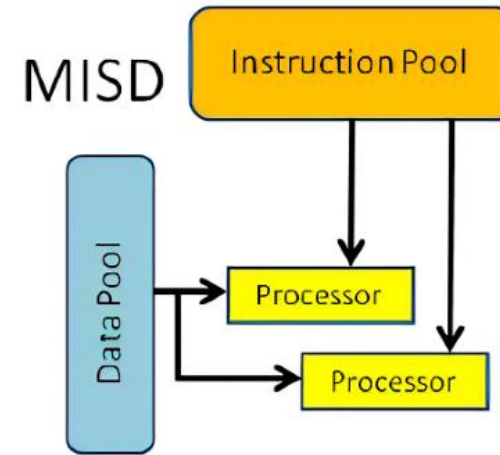 MISD
Instruction Pool
Data Pool
Processor
Processor